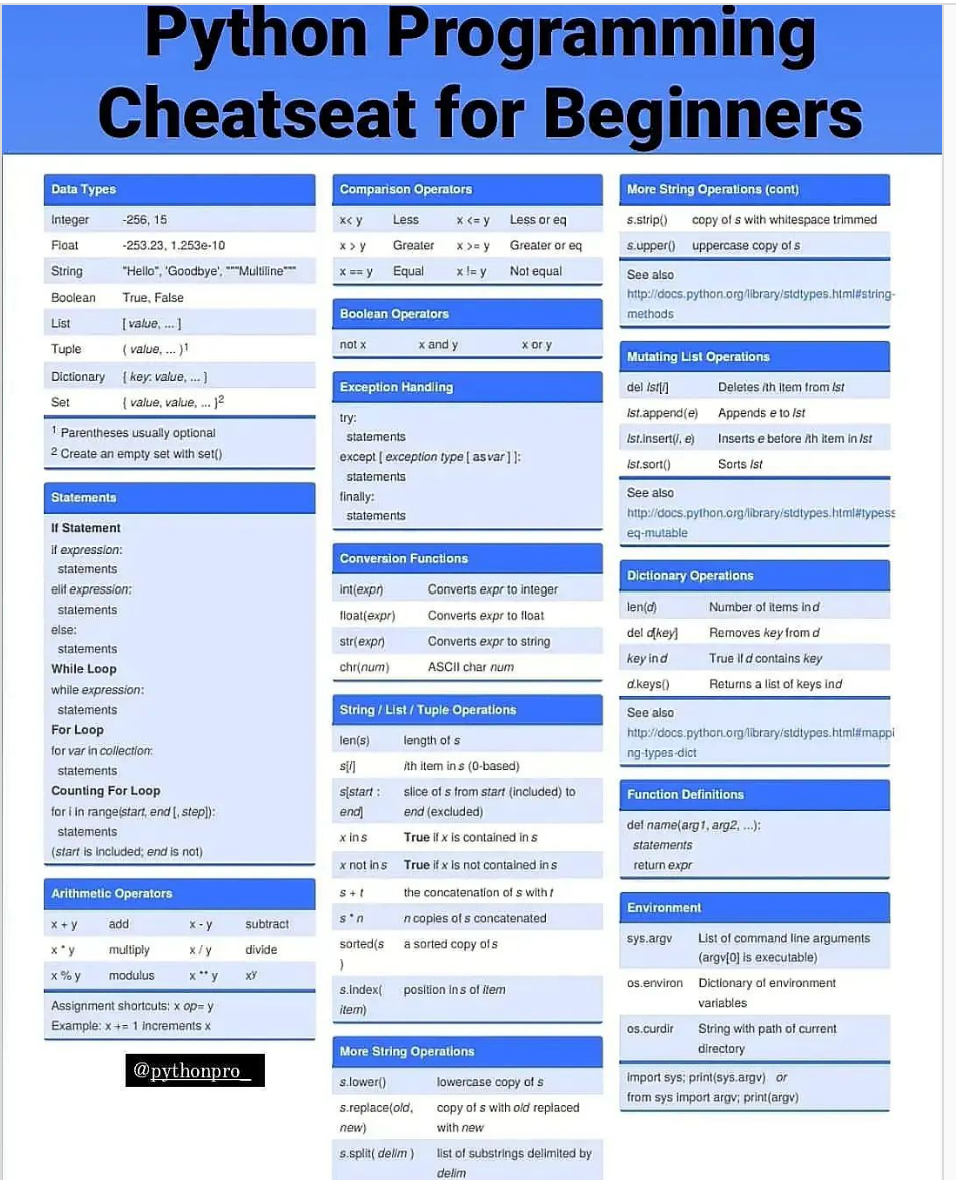 Python Programming
Cheatseat for Beginners
Data Types
Integer -256, 15
Float -253.23, 1.253e-10
String "Hello", 'Goodbye', """Multiline"""
Boolean True, False
List [ value, ... ]
Tuple ( value, ... )1
Dictionary { key: value, ... }
Set { value, value, ... }2
1 Parentheses usually optional
2 Create an empty set with set()
Statements
If Statement
if expression:
statements
elif expression:
statements
else:
statements
While Loop
while expression:
statements
For Loop
for var in collection:
statements
Counting For Loop
for i in range(start, end [, step]):
statements
(start is included; end is not)
Arithmetic Operators
x + y add x - y subtract
x * y multiply x / y divide
x % y modulus x ** y xy
Assignment shortcuts: x op= y
Example: x += 1 increments x
@pythonpro_
Comparison Operators
x< y Less x <= y Less or eq
x > y Greater x >= y Greater or eq
x == y Equal x != y Not equal
Boolean Operators
not x x and y x or y
Exception Handling
try:
statements
except [ exception type [ as var ] ]:
statements
finally:
statements
Conversion Functions
int(expr) Converts expr to integer
float(expr) Converts expr to float
str(expr) Converts expr to string
chr(num) ASCII char num
String / List / Tuple Operations
len(s) length of s
s[i] ith item in s (0-based)
s[start : slice of s from start (included) to
end] end (excluded)
x in s True if x is contained in s
x not in s True if x is not contained in s
s + t the concatenation of s with t
s * n n copies of s concatenated
sorted(s a sorted copy of s
)
s.index( position in s of item
item)
More String Operations
s.lower() lowercase copy of s
s.replace(old, copy of s with old replaced
new) with new
s.split( delim ) list of substrings delimited by
delim
More String Operations (cont)
s.strip() copy of s with whitespace trimmed
s.upper() uppercase copy of s
See also
http://docs.python.org/library/stdtypes.html#string-
methods
Mutating List Operations
del lst[i] Deletes ith item from lst
lst.append(e) Appends e to lst
lst.insert(i, e) Inserts e before ith item in lst
lst.sort() Sorts lst
See also
http://docs.python.org/library/stdtypes.html#typess
eq-mutable
Dictionary Operations
len(d) Number of items in d
del d[key] Removes key from d
key in d True if d contains key
d.keys() Returns a list of keys in d
See also
http://docs.python.org/library/stdtypes.html#mappi
ng-types-dict
Function Definitions
def name(arg1, arg2, ...):
statements
return expr
Environment
sys.argv List of command line arguments
(argv[0] is executable)
os.environ Dictionary of environment
variables
os.curdir String with path of current
directory
import sys; print(sys.argv) or
from sys import argv; print(argv)